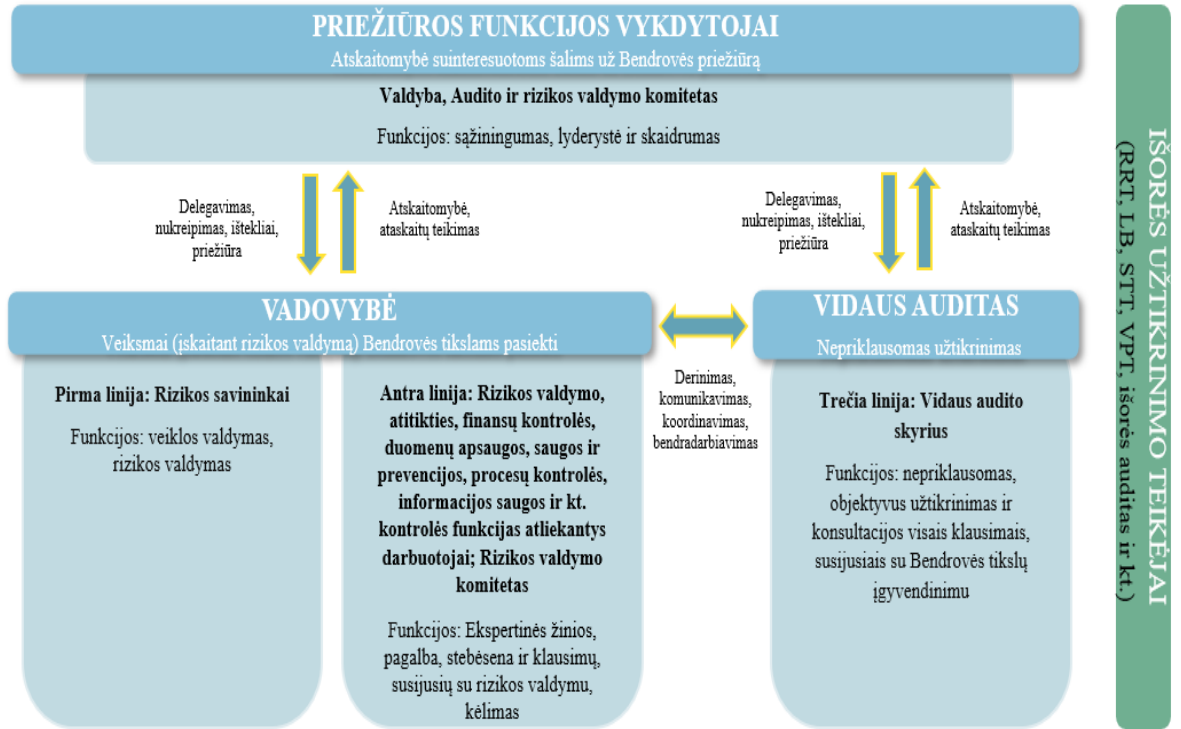 PRIEŽIŪROS FUNKCIJOS VYKDYTOJAI
Atskaitomybė suinteresuotoms šalims už Bendrovės priežiūrą
Valdyba, Audito ir rizikos valdymo komitetas
Funkcijos: sąžiningumas, lyderystė ir skaidrumas
Delegavimas,
nukreipimas, ištekliai,
priežiūra
Atskaitomybė,
ataskaitų teikimas
Delegavimas,
nukreipimas, ištekliai,
priežiūra
Atskaitomybė,
ataskaitų teikimas
VADOVYBĖ
Veiksmai (įskaitant rizikos valdymą) Bendrovės tikslams pasiekti
Pirma linija: Rizikos savininkai
Funkcijos: veiklos valdymas,
rizikos valdymas
Antra linija: Rizikos valdymo,
atitikties, finansų kontrolės,
duomenų apsaugos, saugos ir
prevencijos, procesų kontrolės,
informacijos saugos ir kt.
kontrolės funkcijas atliekantys
darbuotojai; Rizikos valdymo
komitetas
Funkcijos: Ekspertinės žinios,
pagalba, stebėsena ir klausimų,
susijusių su rizikos valdymu,
kėlimas
Derinimas,
komunikavimas,
koordinavimas,
bendradarbiavimas
VIDAUS AUDITAS
Nepriklausomas užtikrinimas
Trečia linija: Vidaus audito
skyrius
Funkcijos: nepriklausomas,
objektyvus užtikrinimas ir
konsultacijos visais klausimais,
susijusiais su Bendrovės tikslų
įgyvendinimu
IŠORĖS UŽTIKRINIMO TEIKĖJAI
(RRT, LB, STT, VPT, išorės auditas ir kt.)